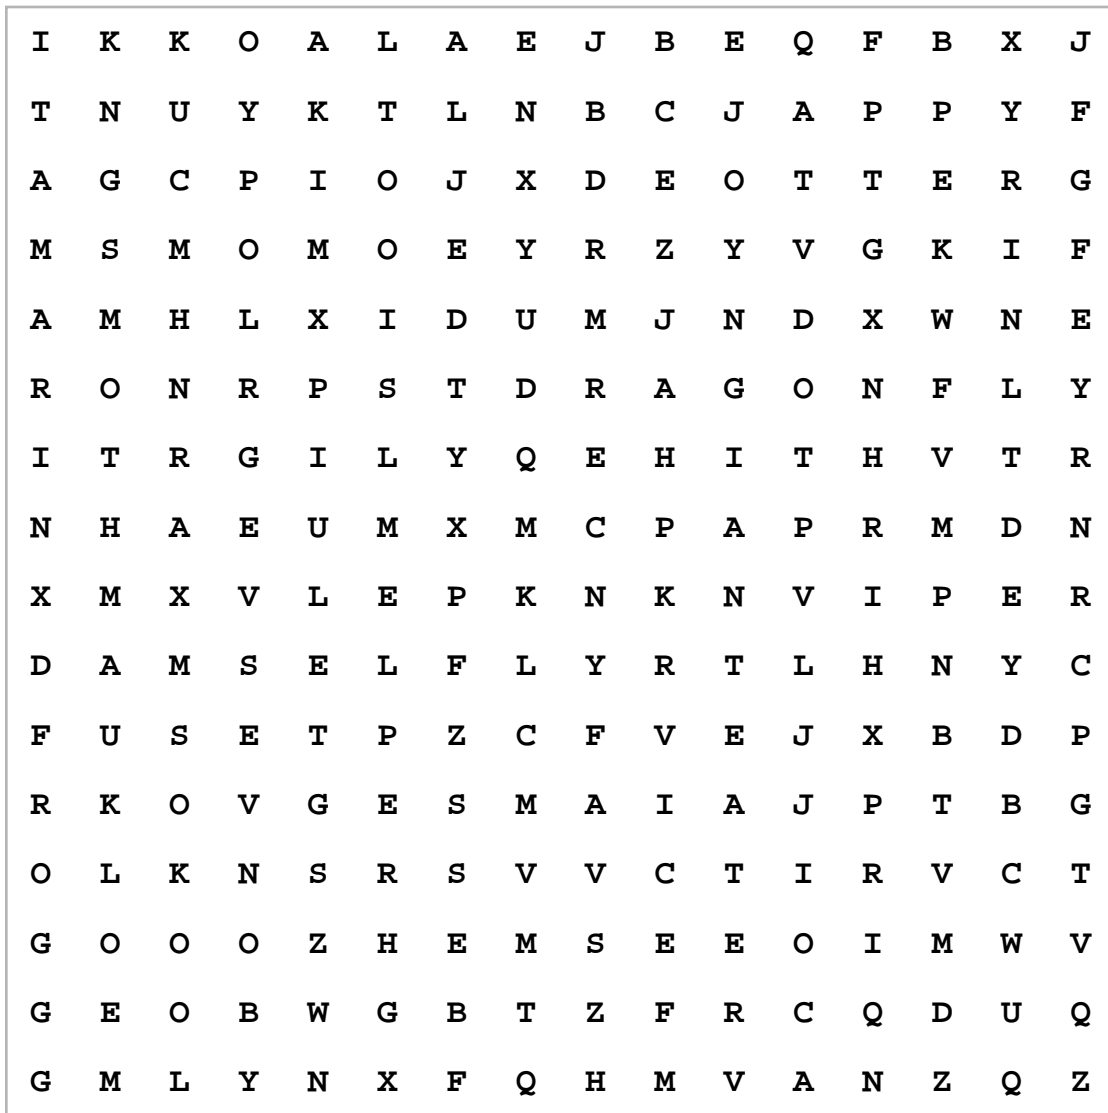 I K K O A L A E J B E Q F B X J
T N U Y K T L N B C J A P P Y F
A G C P I O J X D E O T T E R G
M S M O M O E Y R Z Y V G K I F
A M H L X I D U M J N D X W N E
R O N R P S T D R A G O N F L Y
I T R G I L Y Q E H I T H V T R
N H A E U M X M C P A P R M D N
X M X V L E P K N K N V I P E R
D A M S E L F L Y R T L H N Y C
F U S E T P Z C F V E J X B D P
R K O V G E S M A I A J P T B G
O L K N S R S V V C T I R V C T
G O O O Z H E M S E E O I M W V
G E O B W G B T Z F R C Q D U Q
G M L Y N X F Q H M V A N Z Q Z